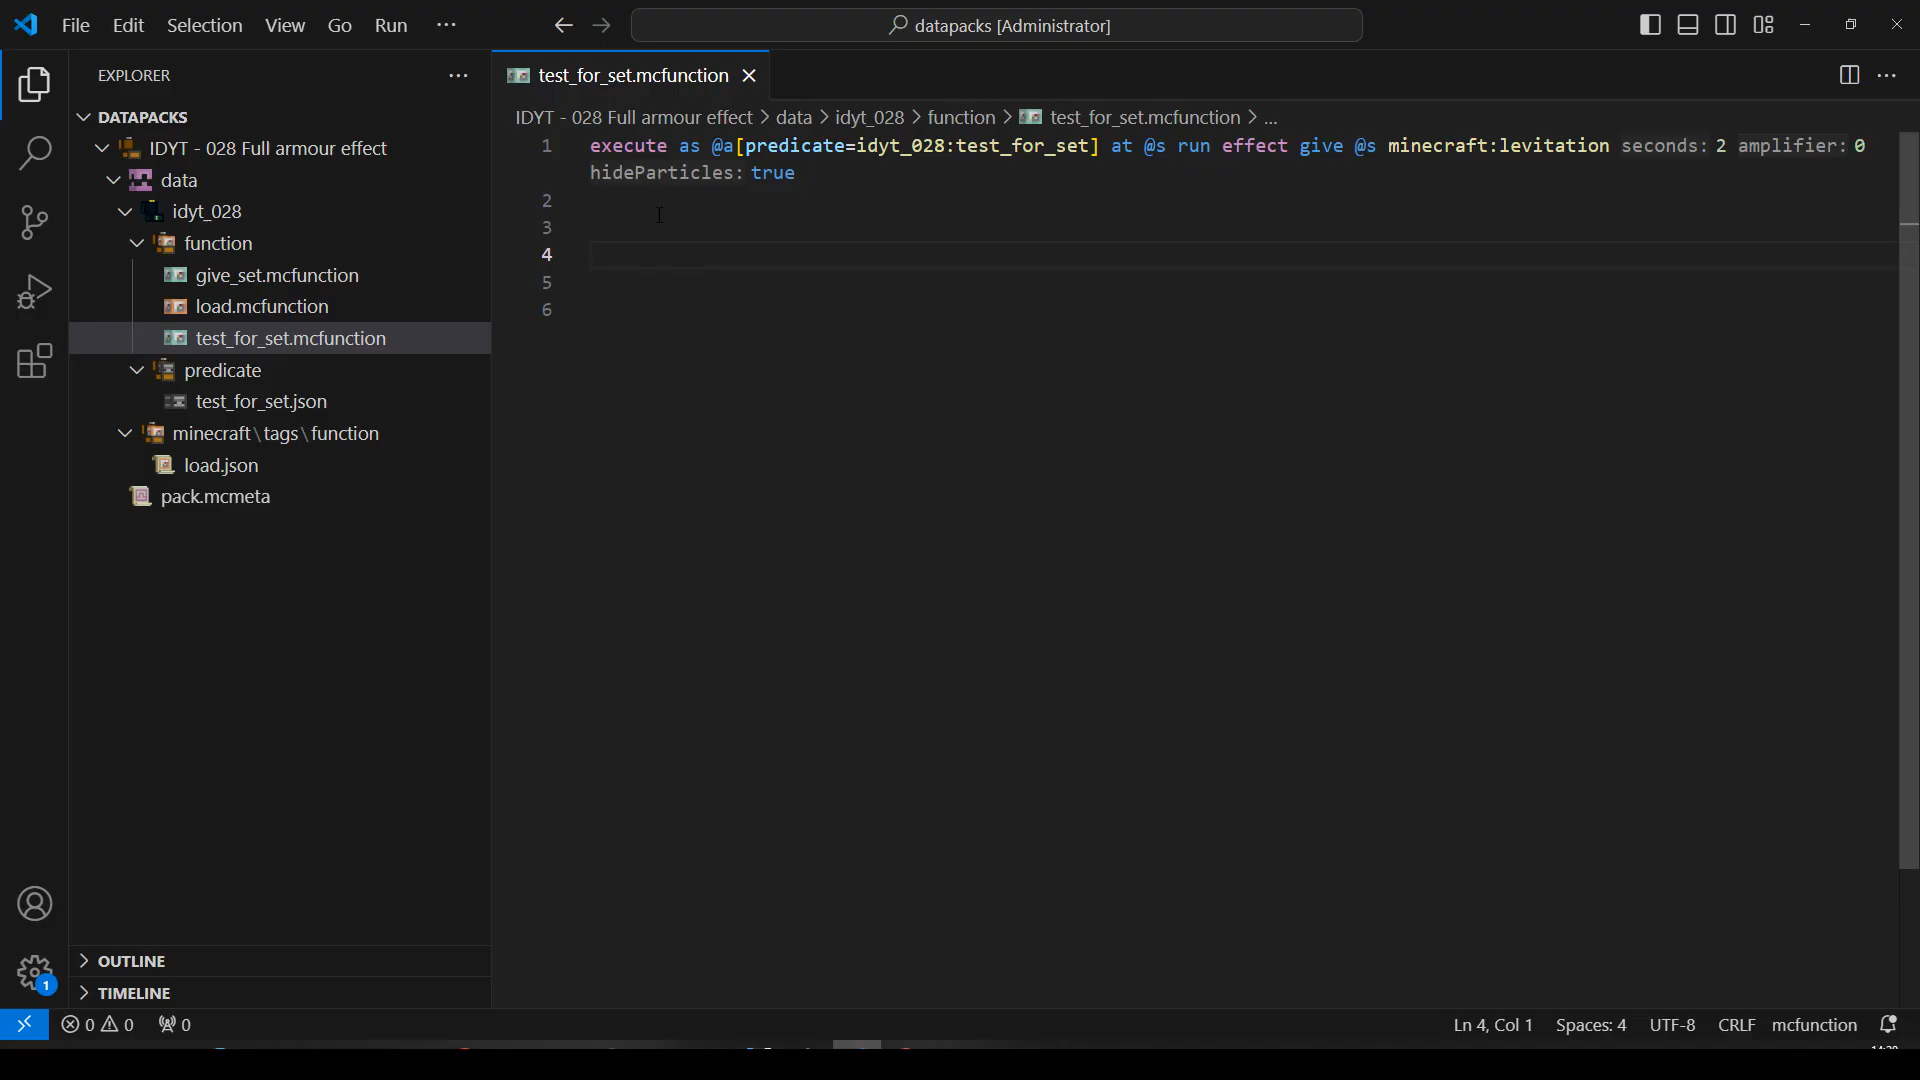 File Edit Selection View Go Run ··· datapacks [Administrator]
EXPLORER ···
DATAPACKS
IDYT - 028 Full armour effect
data
idyt_028
function
give_set.mcfunction
load.mcfunction
test_for_set.mcfunction
predicate
test_for_set.json
minecraft\tags\function
load.json
pack.mcmeta
OUTLINE
TIMELINE
1
test_for_set.mcfunction
IDYT - 028 Full armour effect > data > idyt_028 > function > test_for_set.mcfunction > ...
1 execute as @a[predicate=idyt_028:test_for_set] at @s run effect give @s minecraft:levitation seconds: 2 amplifier: 0
hideParticles: true
2
3
4
5
6
0 0 0 Ln 4, Col 1 Spaces: 4 UTF-8 CRLF mcfunction